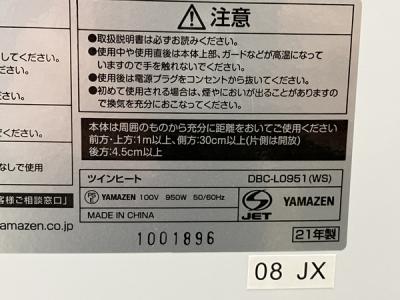 ⚠注意
●取扱説明書は必ずお読みください。
●使用中や使用直後は本体上部、ガードなどが高温になって
いますので手を触れないでください。
●使用後は電源プラグをコンセントから抜いてください。
●初めて使用される場合は、煙やにおいが出ることがありますの
で換気を充分におこなってください。
してください。
ください。
本体は周囲のものから充分に距離をおいてご使用ください
前方・上方:1m以上、側方:30cm以上(片側は開放)
後方:4.5cm以上
ださい。
なしで使用
客様ご相談窓口
yamazen.co.jp
ツインヒート DBC-L0951(WS)
YAMAZEN 100V 950W 50/60Hz
MADE IN CHINA
JET
YAMAZEN
1001896
21年製
08 JX